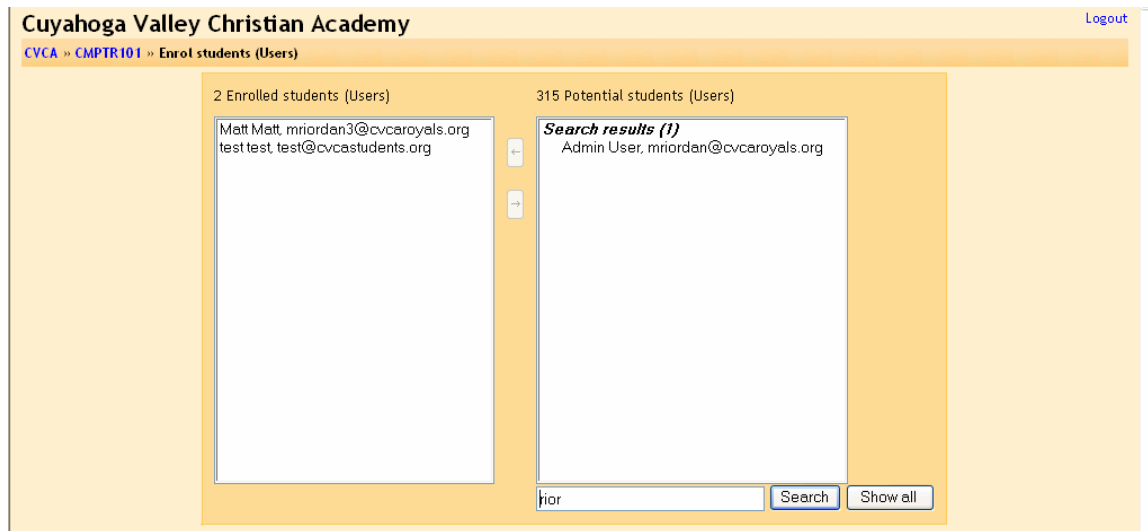 Cuyahoga Valley Christian Academy
Logout
CVCA » CMPTR101 » Enrol students (Users)
2 Enrolled students (Users)
315 Potential students (Users)
Matt Matt, mriordan3@cvcaroyals.org
test test, test@cvcastudents.org
←
→
Search results (1)
Admin User, mriordan@cvcaroyals.org
rior
Search
Show all